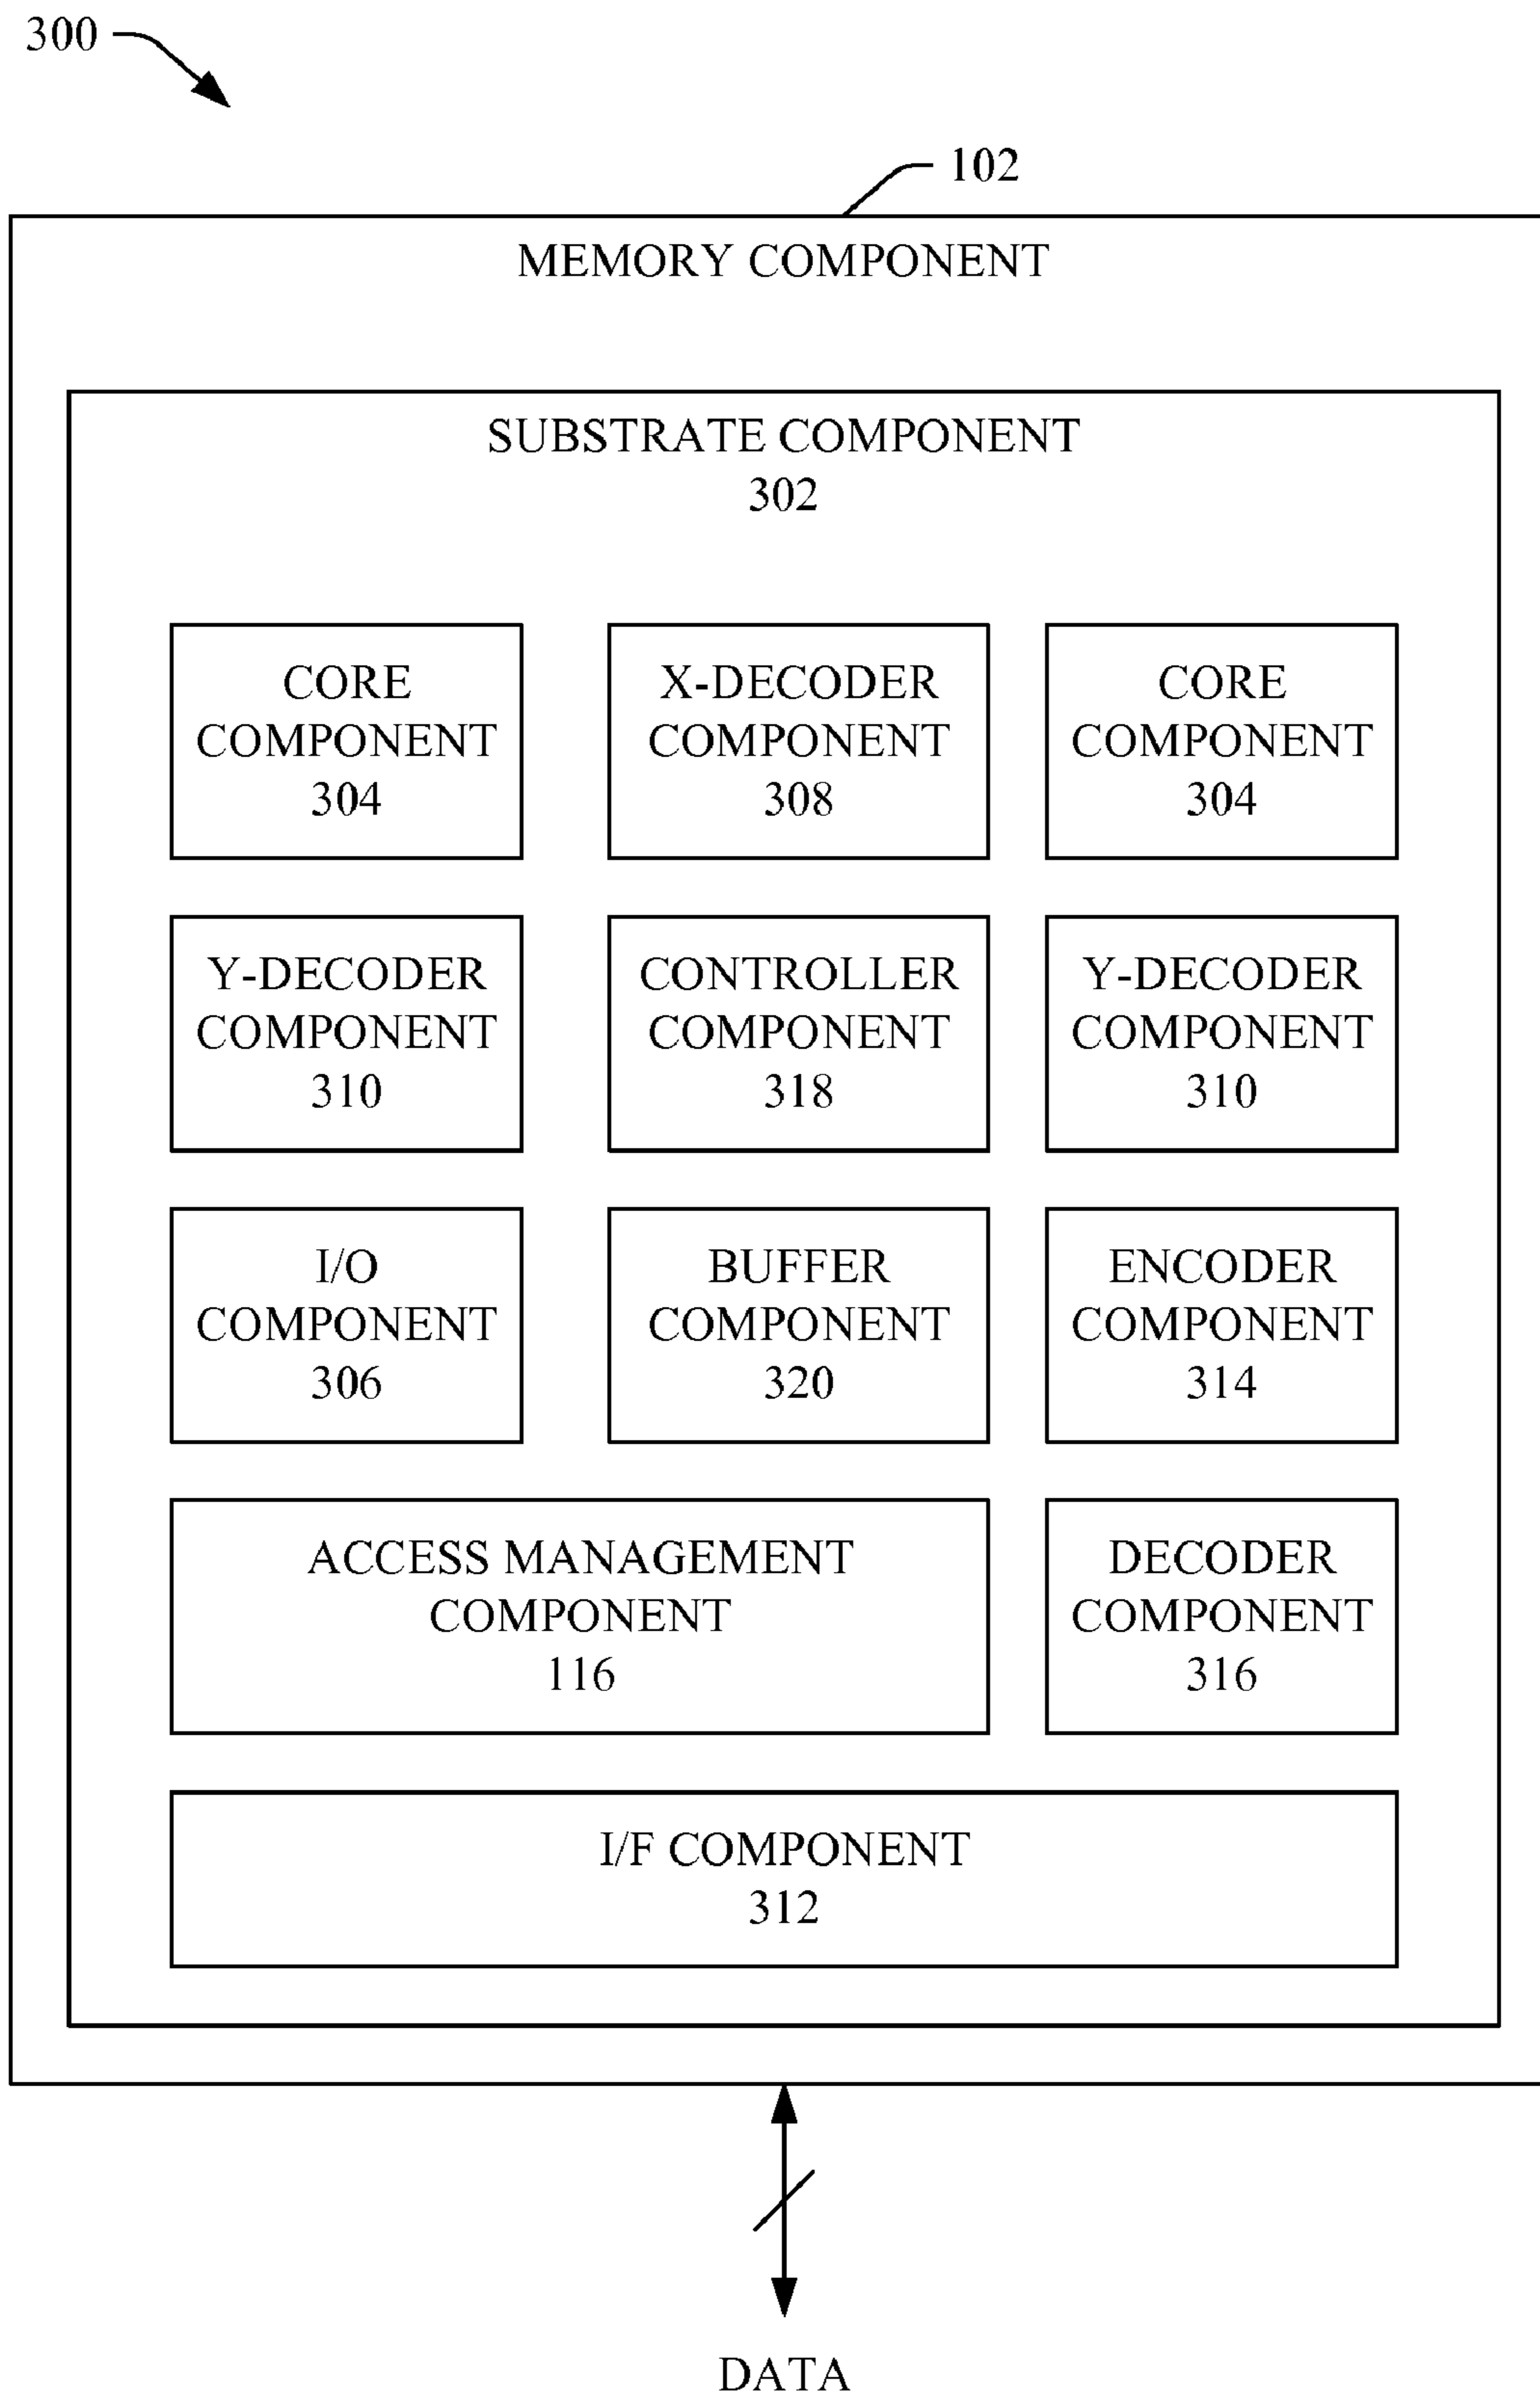 300
102
MEMORY COMPONENT
SUBSTRATE COMPONENT
302
CORE
COMPONENT
304
X-DECODER
COMPONENT
308
CORE
COMPONENT
304
Y-DECODER
COMPONENT
310
CONTROLLER
COMPONENT
318
Y-DECODER
COMPONENT
310
I/O
COMPONENT
306
BUFFER
COMPONENT
320
ENCODER
COMPONENT
314
ACCESS MANAGEMENT
COMPONENT
116
DECODER
COMPONENT
316
I/F COMPONENT
312
DATA